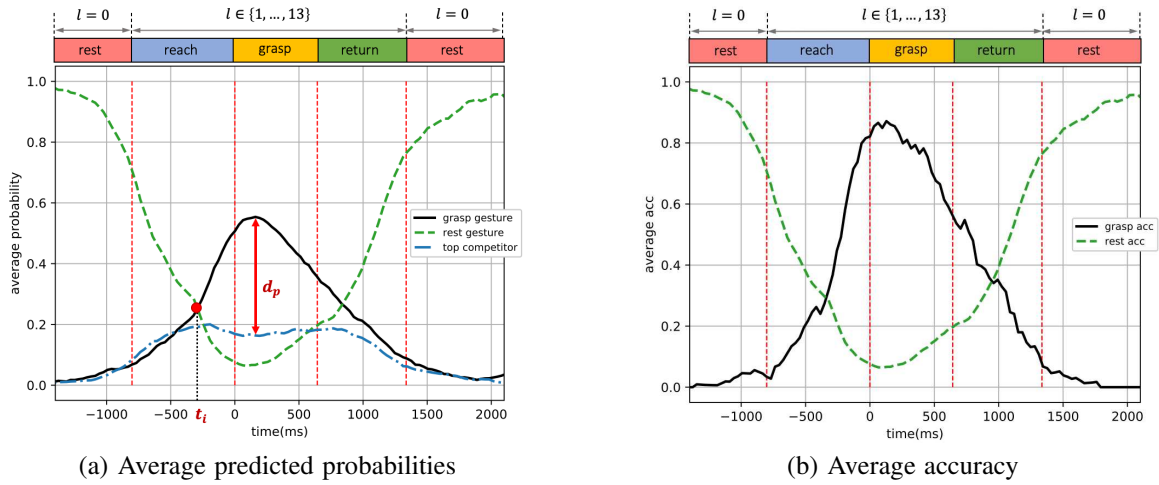 l = 0
l ∈ {1, … , 13}
l = 0
rest
reach
grasp
return
rest
1.0
0.8
0.6
0.4
0.2
0.0
average probability
grasp gesture
rest gesture
top competitor
d_p
t_i
−1000
−500
0
500
1000
1500
2000
time(ms)
(a) Average predicted probabilities
l = 0
l ∈ {1, … , 13}
l = 0
rest
reach
grasp
return
rest
1.0
0.8
0.6
0.4
0.2
0.0
average acc
grasp acc
rest acc
−1000
−500
0
500
1000
1500
2000
time(ms)
(b) Average accuracy